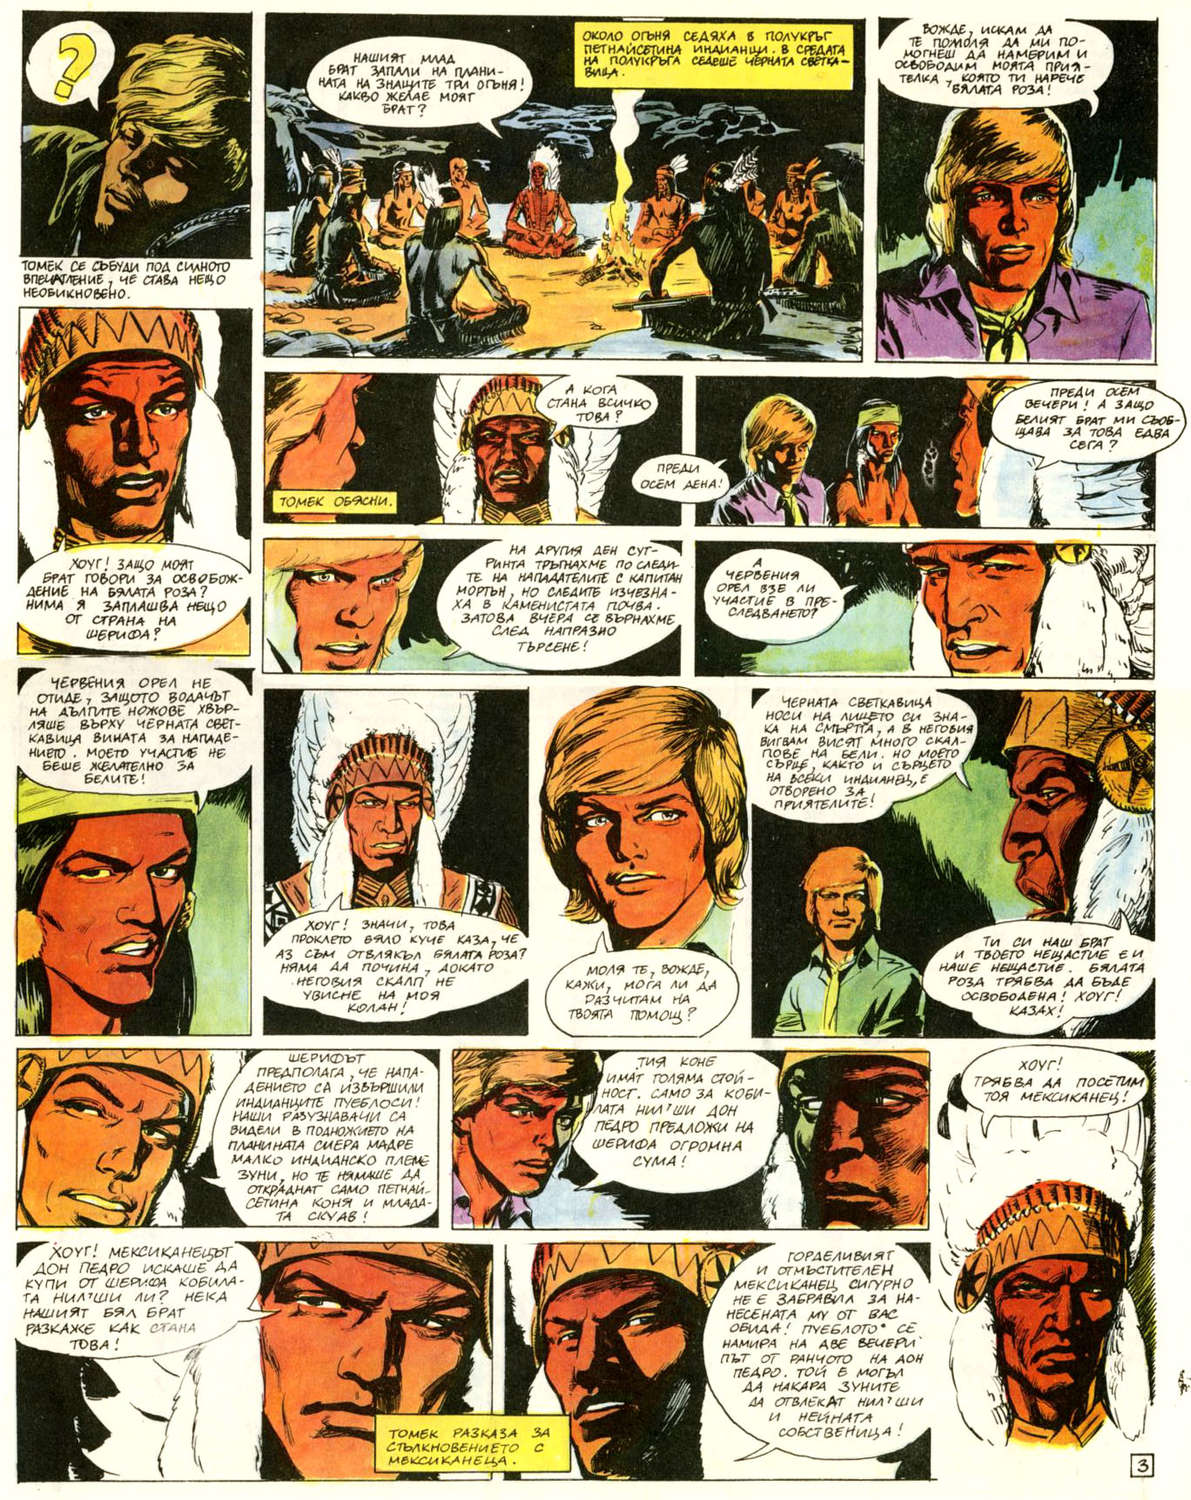 ?
ТОМЕК СЕ СЪБУДИ ПОД СИЛНОТО
ВПЕЧАТЛЕНИЕ, ЧЕ СТАВА НЕЩО
НЕОБИКНОВЕНО.
НАШИЯТ МЛАД
БРАТ ЗАПАЛИ НА ПЛАНИ-
НАТА НА ЗНАЦИТЕ ТРИ ОГЪНЯ!
КАКВО ЖЕЛАЕ МОЯТ
БРАТ?
ОКОЛО ОГЪНЯ СЕДЯХА В ПОЛУКРЪГ
ПЕТНАЙСЕТИНА ИНДИАНЦИ. В СРЕДАТА
НА ПОЛУКРЪГА СЕДЕШЕ ЧЕРНАТА СВЕТКА-
ВИЦА.
ВОЖДЕ, ИСКАМ ДА
ТЕ ПОМОЛЯ ДА МИ ПО-
МОГНЕШ ДА НАМЕРИМ И
ОСВОБОДИМ МОЯТА ПРИЯ-
ТЕЛКА, КОЯТО ТИ НАРЕЧЕ
БЯЛАТА РОЗА!
ХОУГ! ЗАЩО МОЯТ
БРАТ ГОВОРИ ЗА ОСВОБОЖ-
ДЕНИЕ НА БЯЛАТА РОЗА?
НИМА Я ЗАПЛАШВА НЕЩО
ОТ СТРАНА НА
ШЕРИФА?
ТОМЕК ОБЯСНИ.
А КОГА
СТАНА ВСИЧКО
ТОВА?
ПРЕДИ
ОСЕМ ДЕНА!
ПРЕДИ ОСЕМ
ВЕЧЕРИ! А ЗАЩО
БЕЛИЯТ БРАТ МИ СЪОБ-
ЩАВА ЗА ТОВА ЕДВА
СЕГА?
НА ДРУГИЯ ДЕН СУТ-
РИНТА ТРЪГНАХМЕ ПО СЛЕДИ-
ТЕ НА НАПАДАТЕЛИТЕ С КАПИТАН
МОРТЪН, НО СЛЕДИТЕ ИЗЧЕЗНА-
ХА В КАМЕНИСТАТА ПОЧВА.
ЗАТОВА ВЧЕРА СЕ ВЪРНАХМЕ
СЛЕД НАПРАЗНО
ТЪРСЕНЕ!
А
ЧЕРВЕНИЯ
ОРЕЛ ВЗЕ ЛИ
УЧАСТИЕ В ПРЕ-
СЛЕДВАНЕТО?
ЧЕРВЕНИЯ ОРЕЛ НЕ
ОТИДЕ, ЗАЩОТО ВОДАЧЪТ
НА ДЪЛГИТЕ НОЖОВЕ ХВЪР-
ЛЯШЕ ВЪРХУ ЧЕРНАТА СВЕТ-
КАВИЦА ВИНАТА ЗА НАПАДЕ-
НИЕТО. МОЕТО УЧАСТИЕ НЕ
БЕШЕ ЖЕЛАТЕЛНО ЗА
БЕЛИТЕ!
ХОУГ! ЗНАЧИ, ТОВА
ПРОКЛЕТО БЯЛО КУЧЕ КАЗА, ЧЕ
АЗ СЪМ ОТВЛЯКЪЛ БЯЛАТА РОЗА?
НЯМА ДА ПОЧИНА, ДОКАТО
НЕГОВИЯ СКАЛП НЕ
УВИСНЕ НА МОЯ
КОЛАН!
МОЛЯ ТЕ, ВОЖДЕ,
КАЖИ, МОГА ЛИ ДА
РАЗЧИТАМ НА
ТВОЯТА ПОМОЩ?
ЧЕРНАТА СВЕТКАВИЦА
НОСИ НА ЛИЦЕТО СИ ЗНА-
КА НА СМЪРТТА, А В НЕГОВИЯ
ВИГВАМ ВИСЯТ МНОГО СКАЛ-
ПОВЕ НА БЕЛИ. НО МОЕТО
СЪРЦЕ, КАКТО И СЪРЦЕТО
НА ВСЕКИ ИНДИАНЕЦ, Е
ОТВОРЕНО ЗА
ПРИЯТЕЛИТЕ!
ТИ СИ НАШ БРАТ
И ТВОЕТО НЕЩАСТИЕ Е И
НАШЕ НЕЩАСТИЕ. БЯЛАТА
РОЗА ТРЯБВА ДА БЪДЕ
ОСВОБОДЕНА! ХОУГ!
КАЗАХ!
ШЕРИФЪТ
ПРЕДПОЛАГА, ЧЕ НАПА-
ДЕНИЕТО СА ИЗВЪРШИЛИ
ИНДИАНЦИТЕ ПУЕБЛОСИ!
НАШИ РАЗУЗНАВАЧИ СА
ВИДЕЛИ В ПОДНОЖИЕТО НА
ПЛАНИНАТА СИЕРА МАДРЕ
МАЛКО ИНДИАНСКО ПЛЕМЕ
ЗУНИ, НО ТЕ НЯМАШЕ ДА
ОТКРАДНАТ САМО ПЕТНАЙ-
СЕТИНА КОНЯ И МЛАДА-
ТА СКУАВ!
ТИЯ КОНЕ
ИМАТ ГОЛЯМА СТОЙ-
НОСТ. САМО ЗА КОБИ-
ЛАТА НИЛ'ШИ ДОН
ПЕДРО ПРЕДЛОЖИ НА
ШЕРИФА ОГРОМНА
СУМА!
ХОУГ!
ТРЯБВА ДА ПОСЕТИМ
ТОЯ МЕКСИКАНЕЦ!
ХОУГ! МЕКСИКАНЕЦЪТ
ДОН ПЕДРО ИСКАШЕ ДА
КУПИ ОТ ШЕРИФА КОБИЛА-
ТА НИЛ'ШИ ЛИ? НЕКА
НАШИЯТ БЯЛ БРАТ
РАЗКАЖЕ КАК СТАНА
ТОВА!
ТОМЕК РАЗКАЗА ЗА
СТЪЛКНОВЕНИЕТО С
МЕКСИКАНЕЦА.
ГОРДЕЛИВИЯТ
И ОТМЪСТИТЕЛЕН
МЕКСИКАНЕЦ СИГУРНО
НЕ Е ЗАБРАВИЛ ЗА НА-
НЕСЕНАТА МУ ОТ ВАС
ОБИДА! ПУЕБЛОТО* СЕ
НАМИРА НА ДВЕ ВЕЧЕРИ
ПЪТ ОТ РАНЧОТО НА ДОН
ПЕДРО. ТОЙ Е МОГЪЛ
ДА НАКАРА ЗУНИТЕ
ДА ОТВЛЕКАТ НИЛ'ШИ
И НЕЙНАТА
СОБСТВЕНИЦА!
3